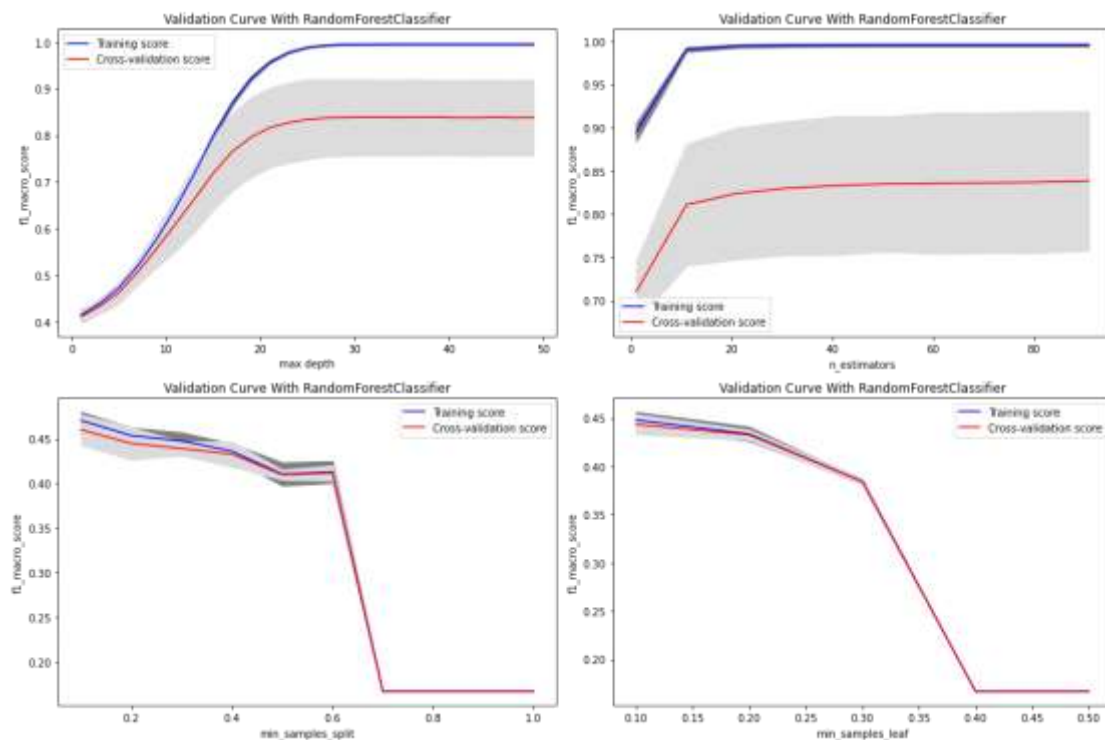 Validation Curve With RandomForestClassifier
Training score
Cross-validation score
f1_macro_score
1.0
0.9
0.8
0.7
0.6
0.5
0.4
0 10 20 30 40 50
max depth
Validation Curve With RandomForestClassifier
f1_macro_score
1.00
0.95
0.90
0.85
0.80
0.75
0.70
Training score
Cross-validation score
0 20 40 60 80
n_estimators
Validation Curve With RandomForestClassifier
Training score
Cross-validation score
f1_macro_score
0.45
0.40
0.35
0.30
0.25
0.20
0.2 0.4 0.6 0.8 1.0
min_samples_split
Validation Curve With RandomForestClassifier
Training score
Cross-validation score
f1_macro_score
0.45
0.40
0.35
0.30
0.25
0.20
0.10 0.15 0.20 0.25 0.30 0.35 0.40 0.45 0.50
min_samples_leaf